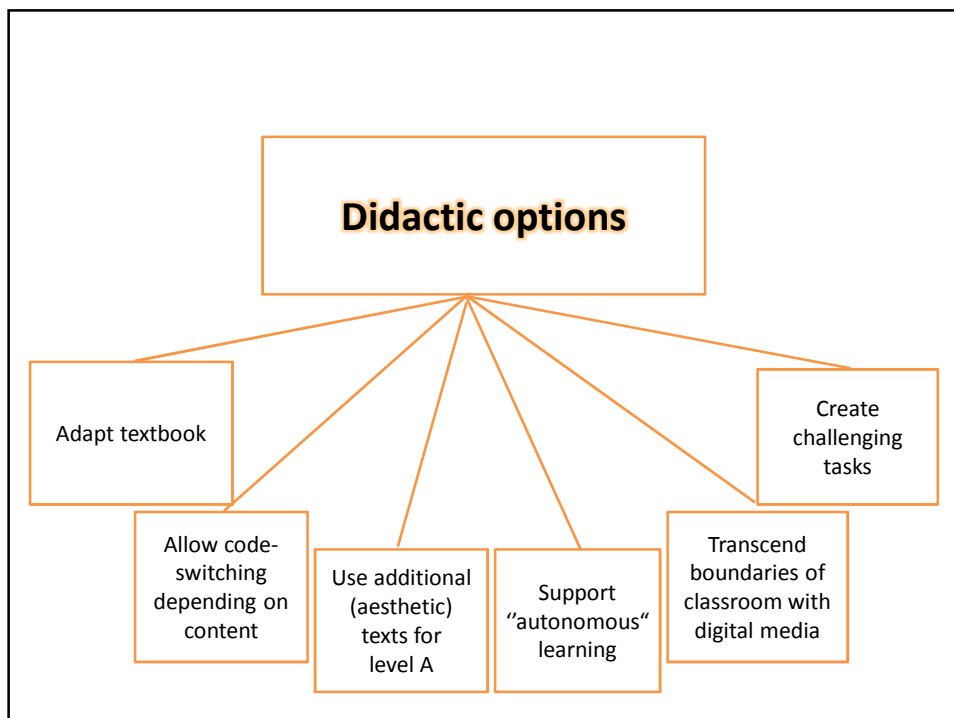 Didactic options
Adapt textbook
Allow code-
switching
depending on
content
Use additional
(aesthetic)
texts for
level A
Support
‘’autonomous“
learning
Transcend
boundaries of
classroom with
digital media
Create
challenging
tasks